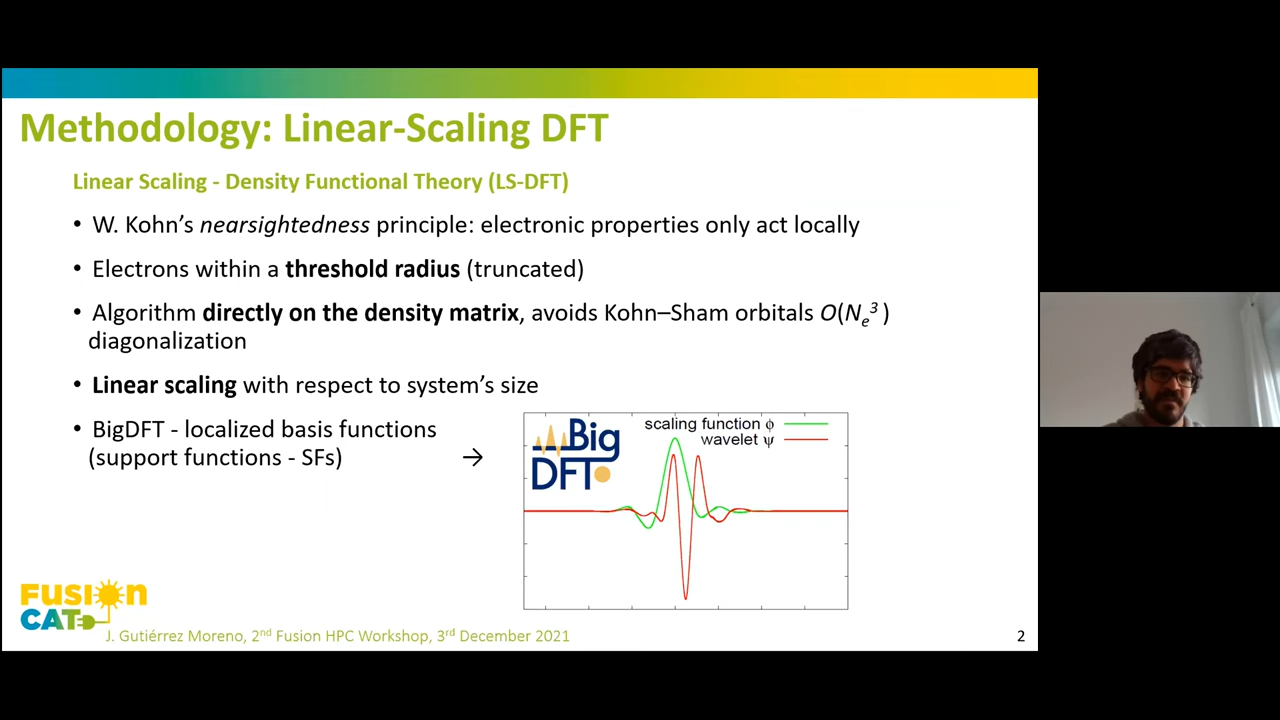 Methodology: Linear-Scaling DFT
Linear Scaling - Density Functional Theory (LS-DFT)
• W. Kohn’s nearsightedness principle: electronic properties only act locally
• Electrons within a threshold radius (truncated)
• Algorithm directly on the density matrix, avoids Kohn–Sham orbitals O(Nₑ³)
diagonalization
• Linear scaling with respect to system’s size
• BigDFT - localized basis functions
(support functions - SFs) →
Big
DFT
scaling function ϕ
wavelet ψ
FUSION
CAT
J. Gutiérrez Moreno, 2nd Fusion HPC Workshop, 3rd December 2021
2